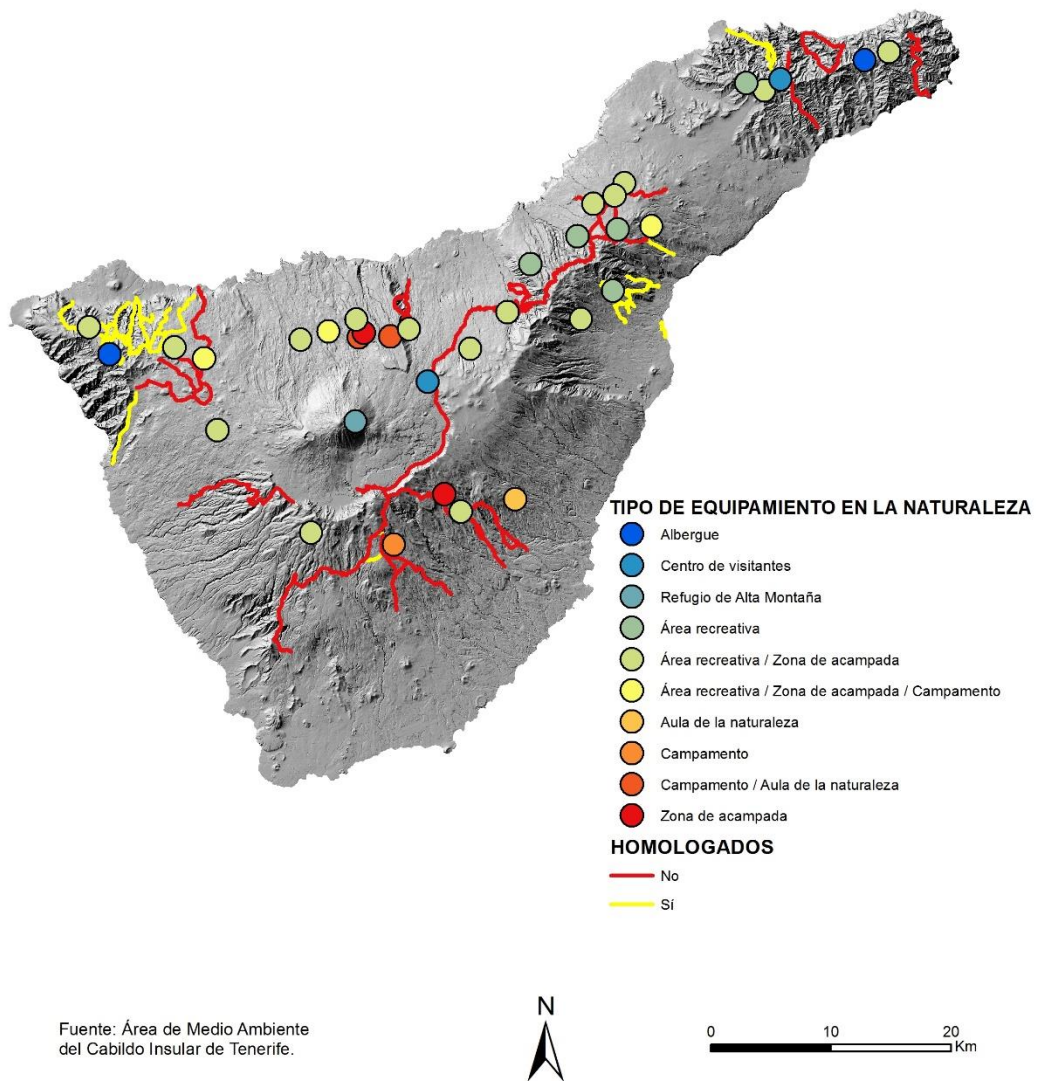 TIPO DE EQUIPAMIENTO EN LA NATURALEZA
Albergue
Centro de visitantes
Refugio de Alta Montaña
Área recreativa
Área recreativa / Zona de acampada
Área recreativa / Zona de acampada / Campamento
Aula de la naturaleza
Campamento
Campamento / Aula de la naturaleza
Zona de acampada
HOMOLOGADOS
No
Sí
Fuente: Área de Medio Ambiente
del Cabildo Insular de Tenerife.
N
0 10 20
Km